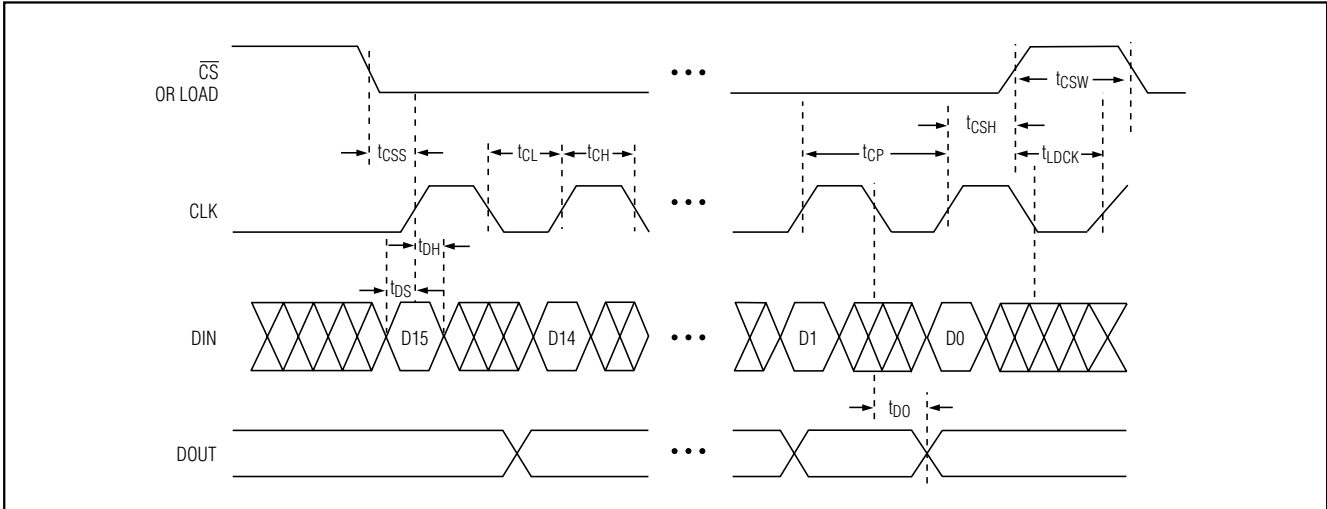 CS
OR LOAD
tCSW
tCSH
tCSS
tCL
tCH
tCP
tLDCK
CLK
tDH
tDS
DIN
D15
D14
D1
D0
tDO
DOUT